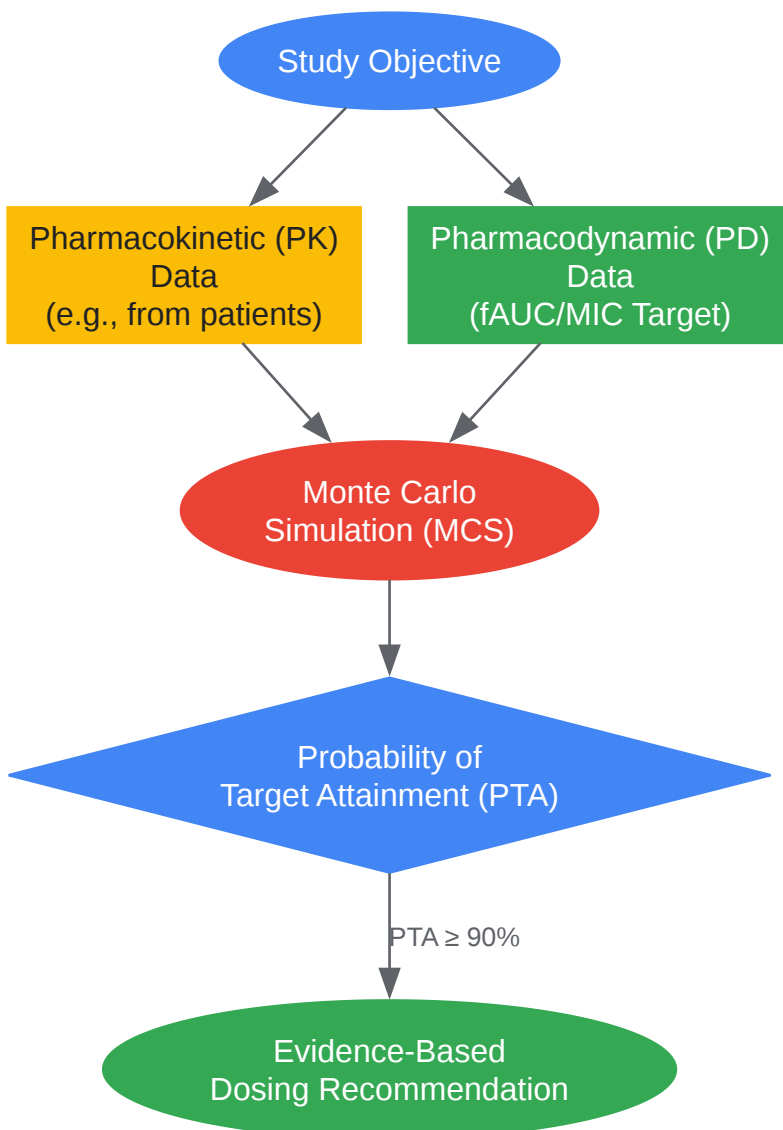 Study Objective
Pharmacokinetic (PK)
Data
(e.g., from patients)
Pharmacodynamic (PD)
Data
(fAUC/MIC Target)
Monte Carlo
Simulation (MCS)
Probability of
Target Attainment (PTA)
PTA ≥ 90%
Evidence-Based
Dosing Recommendation